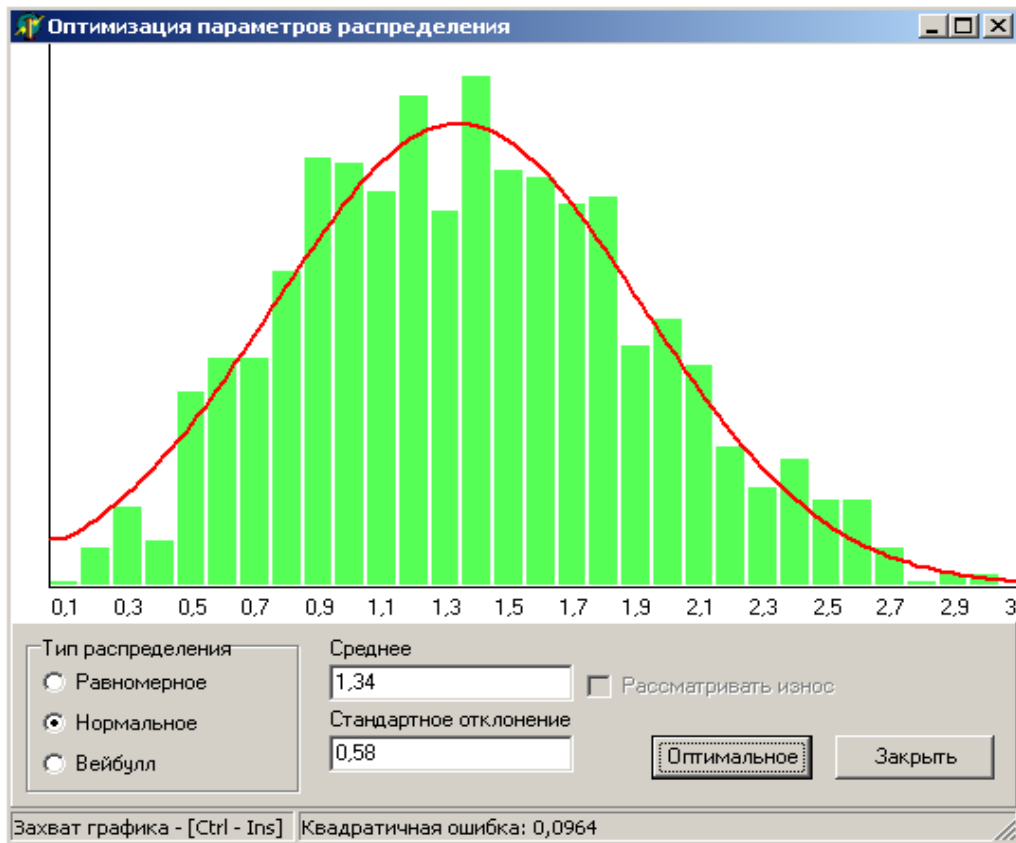 Оптимизация параметров распределения
0,1 0,3 0,5 0,7 0,9 1,1 1,3 1,5 1,7 1,9 2,1 2,3 2,5 2,7 2,9 3
Тип распределения
Равномерное
Нормальное
Вейбулл
Среднее
1,34
Рассматривать износ
Стандартное отклонение
0,58
Оптимальное
Закрыть
Захват графика - [Ctrl - Ins]
Квадратичная ошибка: 0,0964